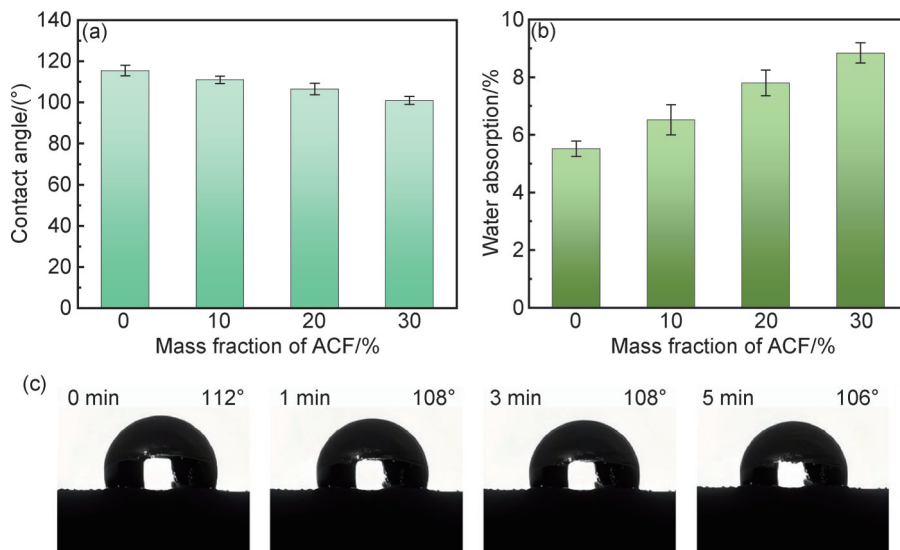 (a)
140
120
100
80
60
40
20
0
Contact angle/(°)
0 10 20 30
Mass fraction of ACF/%
(b)
10
8
6
4
2
0
Water absorption/%
0 10 20 30
Mass fraction of ACF/%
(c)
0 min 112°
1 min 108°
3 min 108°
5 min 106°